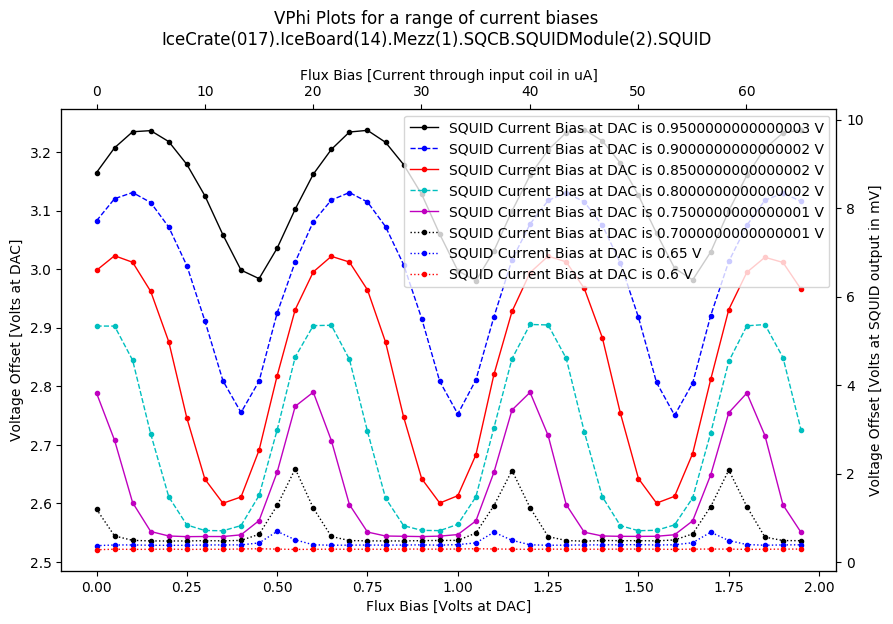 VPhi Plots for a range of current biases
IceCrate(017).IceBoard(14).Mezz(1).SQCB.SQUIDModule(2).SQUID
Flux Bias [Current through input coil in uA]
0 10 20 30 40 50 60
SQUID Current Bias at DAC is 0.9500000000000003 V
SQUID Current Bias at DAC is 0.9000000000000002 V
SQUID Current Bias at DAC is 0.8500000000000002 V
SQUID Current Bias at DAC is 0.8000000000000002 V
SQUID Current Bias at DAC is 0.7500000000000001 V
SQUID Current Bias at DAC is 0.7000000000000001 V
SQUID Current Bias at DAC is 0.65 V
SQUID Current Bias at DAC is 0.6 V
Voltage Offset [Volts at DAC]
3.2
3.1
3.0
2.9
2.8
2.7
2.6
2.5
10
8
6
4
2
0
Voltage Offset [Volts at SQUID output in mV]
0.00 0.25 0.50 0.75 1.00 1.25 1.50 1.75 2.00
Flux Bias [Volts at DAC]